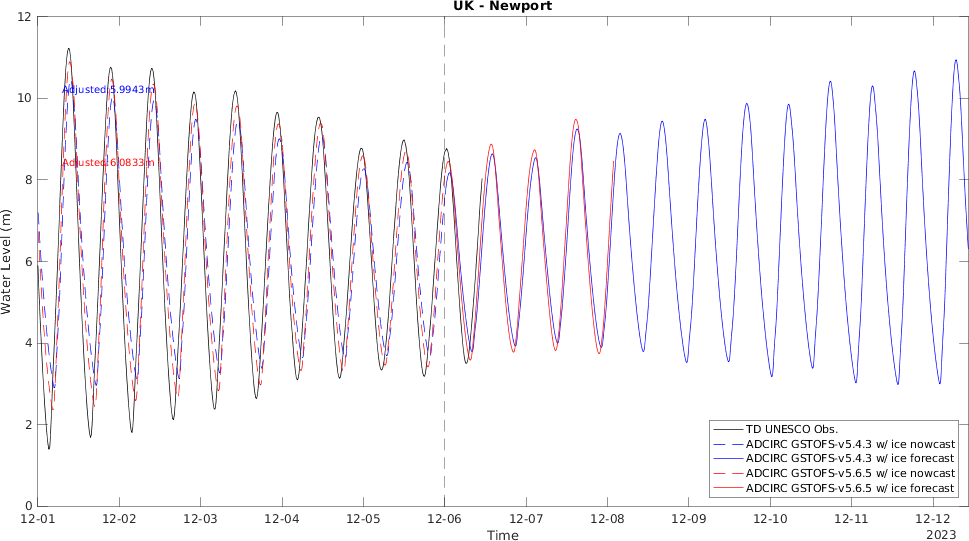 UK - Newport
12
10
8
6
4
2
0
Water Level (m)
Adjusted:5.9943m
Adjusted:6.0833m
TD UNESCO Obs.
ADCIRC GSTOFS-v5.4.3 w/ ice nowcast
ADCIRC GSTOFS-v5.4.3 w/ ice forecast
ADCIRC GSTOFS-v5.6.5 w/ ice nowcast
ADCIRC GSTOFS-v5.6.5 w/ ice forecast
12-01 12-02 12-03 12-04 12-05 12-06 12-07 12-08 12-09 12-10 12-11 12-12
Time
2023